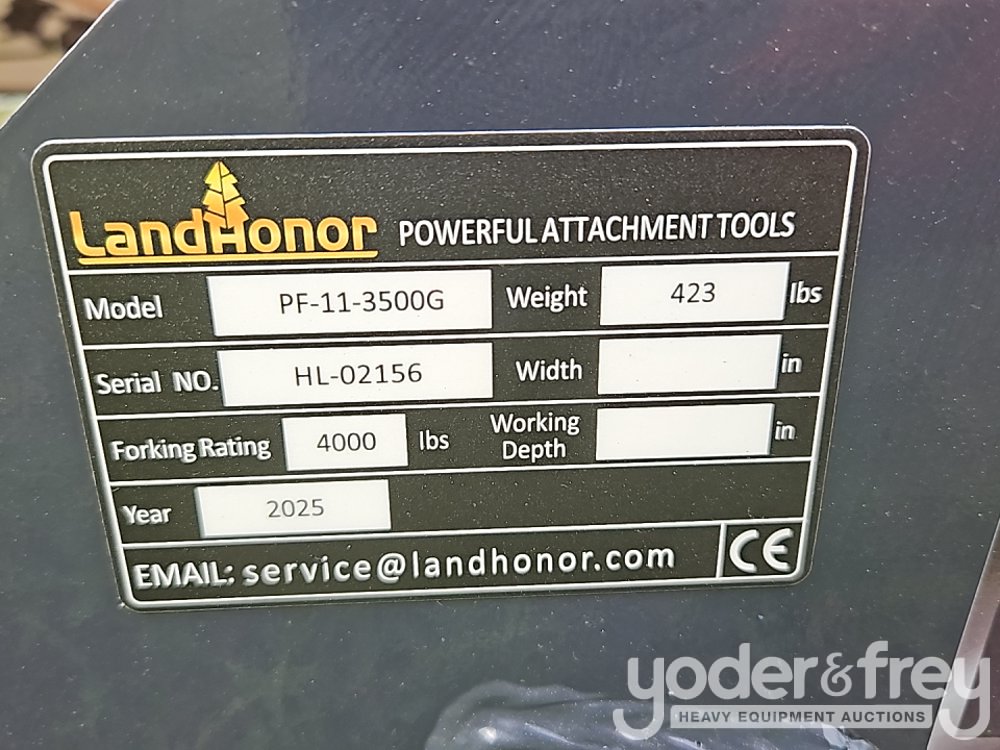 LandHonor POWERFUL ATTACHMENT TOOLS
Model PF-11-3500G Weight 423 lbs
Serial NO. HL-02156 Width in
Forking Rating 4000 lbs Working Depth in
Year 2025
EMAIL: service@landhonor.com CE
yoder&frey
HEAVY EQUIPMENT AUCTIONS